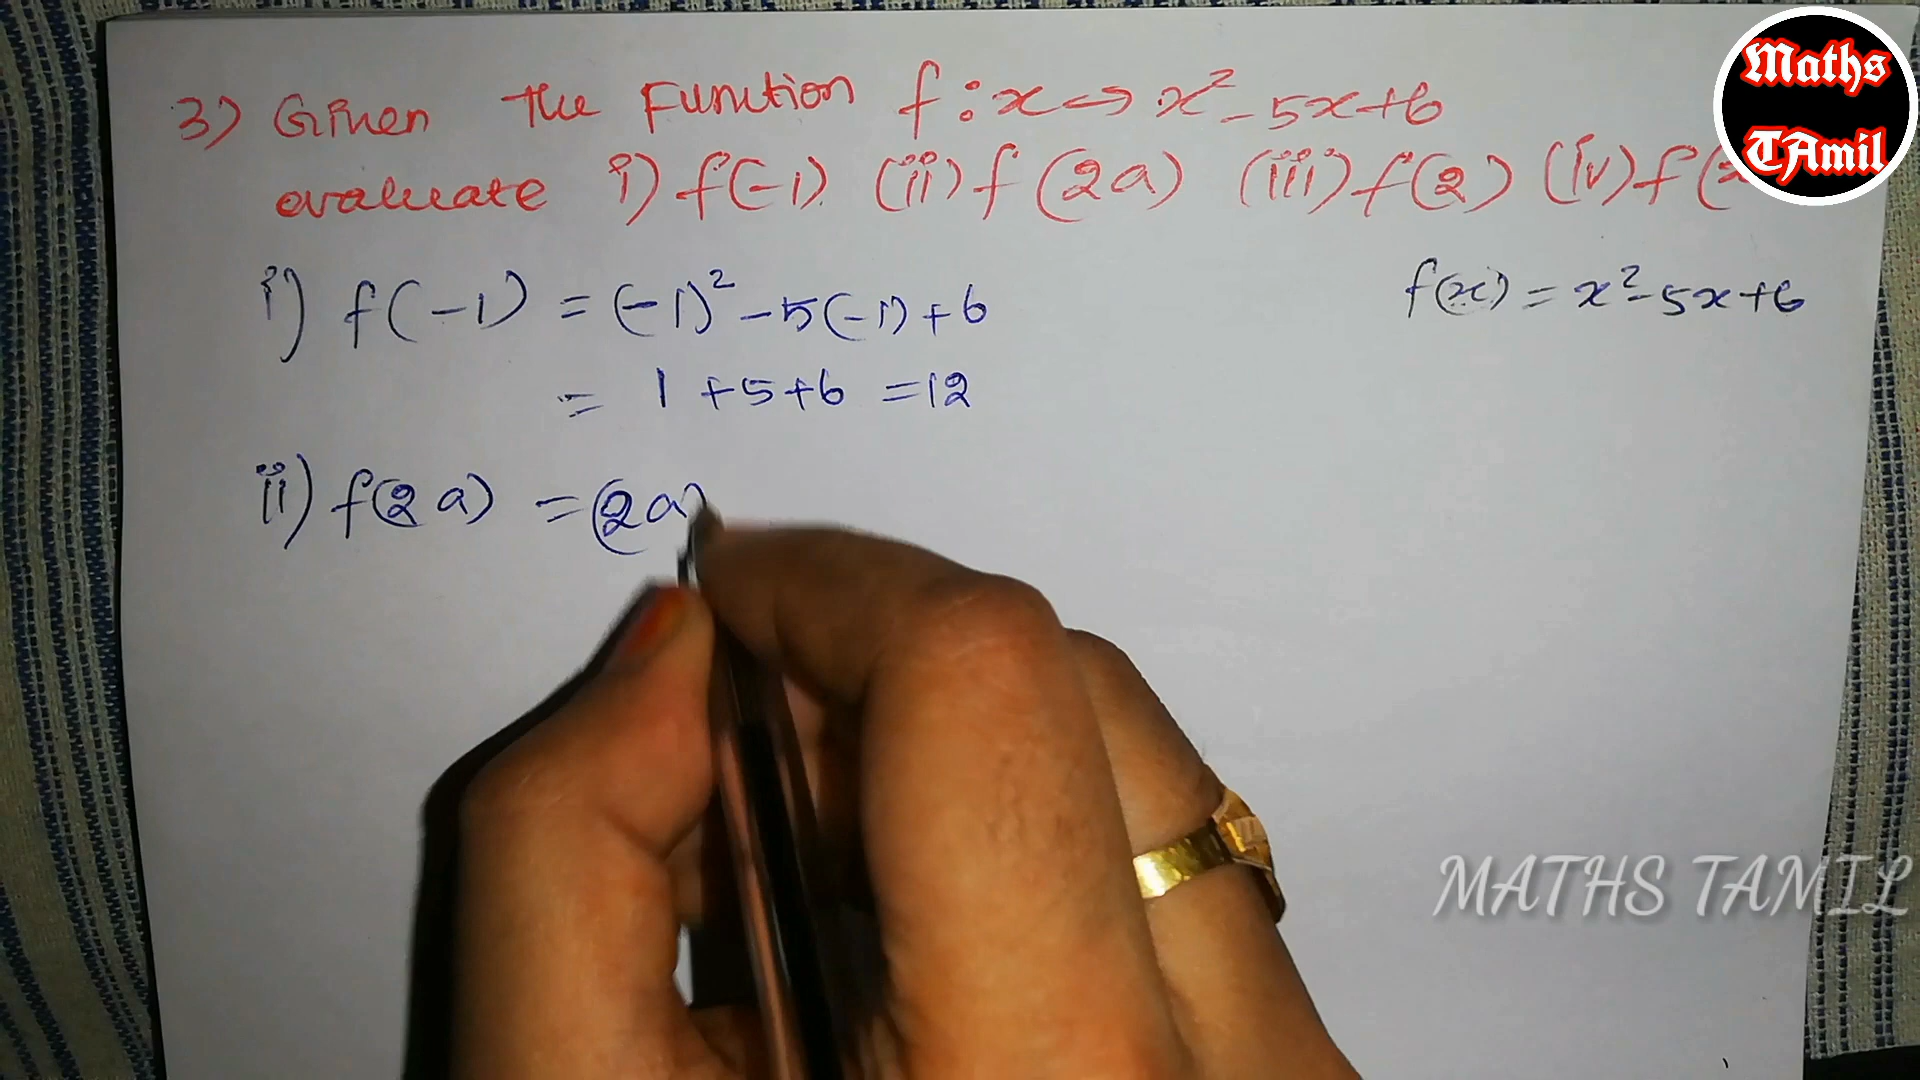 Maths
TAmil
3) Given the Function f : x → x² - 5x+6
evaluate i) f(-1) (ii) f (2a) (iii) f(2) (iv) f(
i) f(-1) = (-1)² - 5(-1) + 6
f(x) = x² - 5x+6
= 1 +5+6 =12
ii) f(2a) = (2a)
MATHS TAMIL